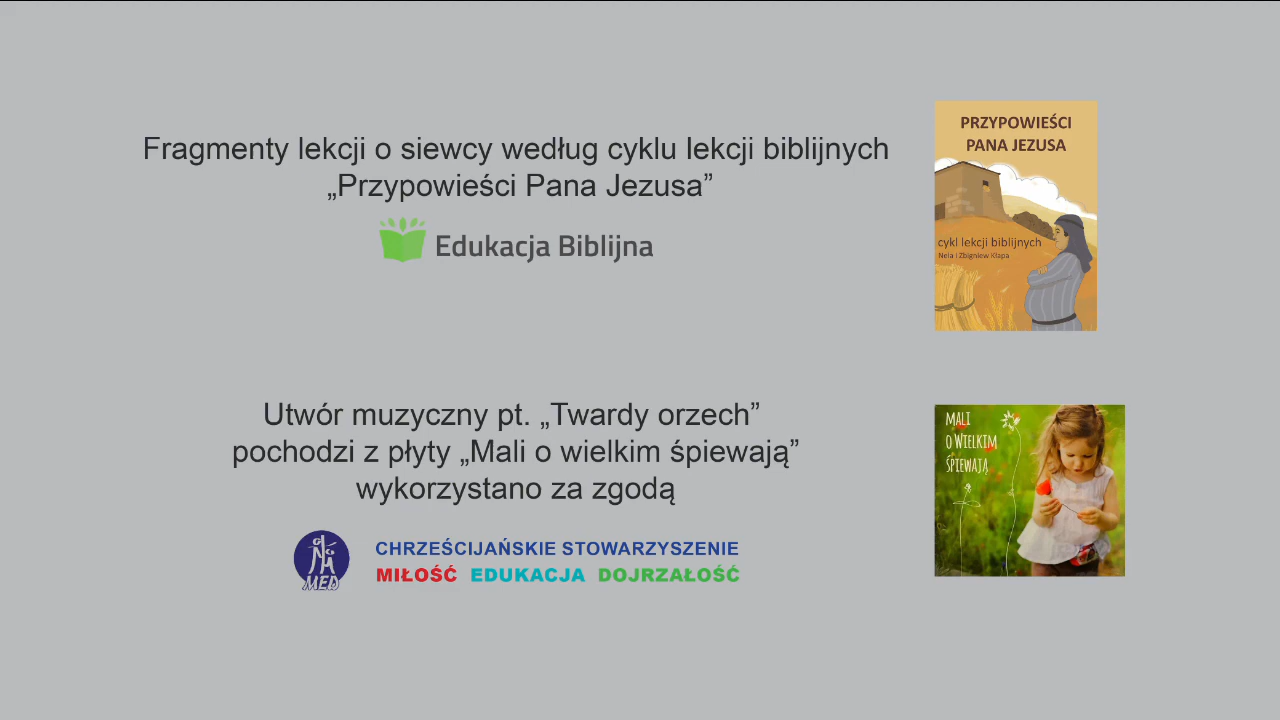 Fragmenty lekcji o siewcy według cyklu lekcji biblijnych
„Przypowieści Pana Jezusa”
Edukacja Biblijna
PRZYPOWIEŚCI
PANA JEZUSA
cykl lekcji biblijnych
Nela i Zbigniew Kłapa
Utwór muzyczny pt. „Twardy orzech”
pochodzi z płyty „Mali o wielkim śpiewają”
wykorzystano za zgodą
MED
CHRZEŚCIJAŃSKIE STOWARZYSZENIE
MIŁOŚĆ EDUKACJA DOJRZAŁOŚĆ
MALI
O WIELKIM
ŚPIEWAJĄ